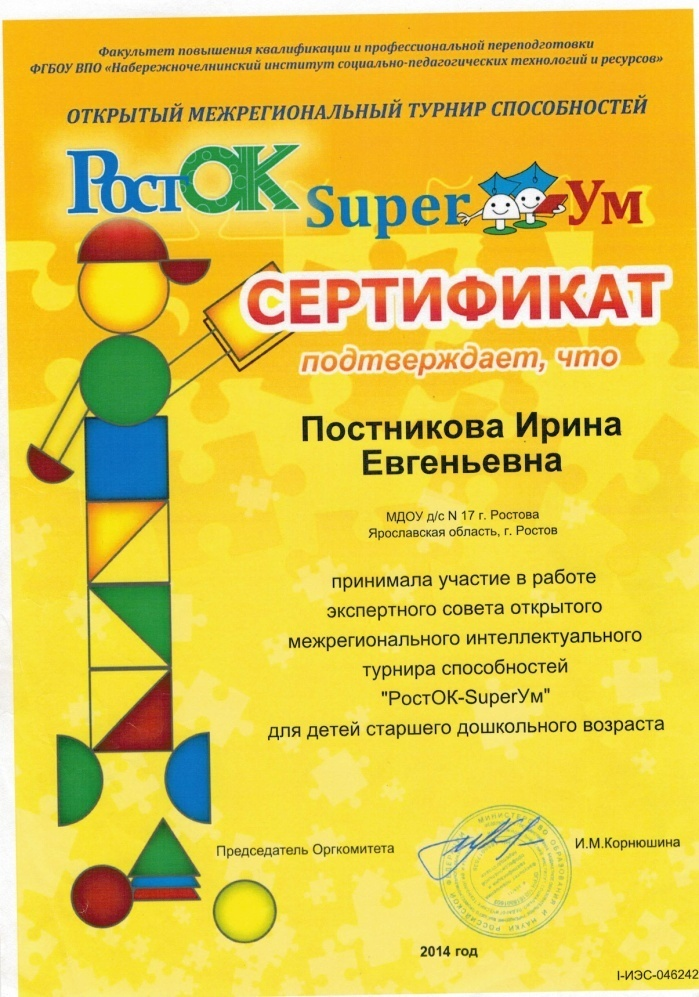 Факультет повышения квалификации и профессиональной переподготовки
ФГБОУ ВПО «Набережночелнинский институт социально-педагогических технологий и ресурсов»
ОТКРЫТЫЙ МЕЖРЕГИОНАЛЬНЫЙ ТУРНИР СПОСОБНОСТЕЙ
РостОК SuperУм
СЕРТИФИКАТ
подтверждает, что
Постникова Ирина
Евгеньевна
МДОУ д/с N 17 г. Ростова
Ярославская область, г. Ростов
принимала участие в работе
экспертного совета открытого
межрегионального интеллектуального
турнира способностей
"РостОК-SuperУм"
для детей старшего дошкольного возраста
Председатель Оргкомитета
И.М.Корнюшина
2014 год
I-ИЭС-046242